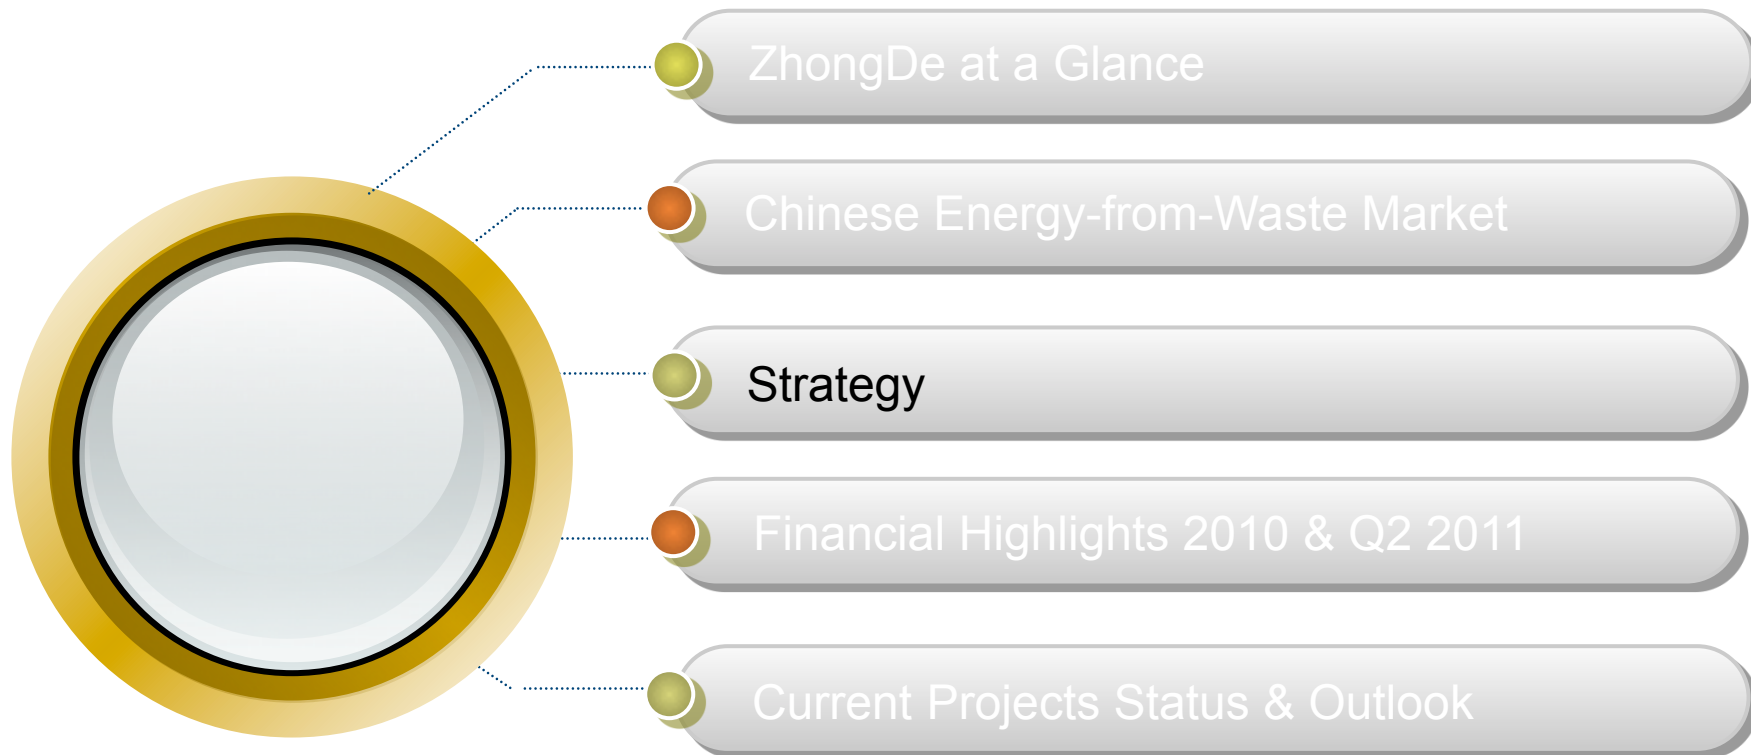 ZhongDe at a Glance
Chinese Energy-from-Waste Market
Strategy
Financial Highlights 2010 & Q2 2011
Current Projects Status & Outlook